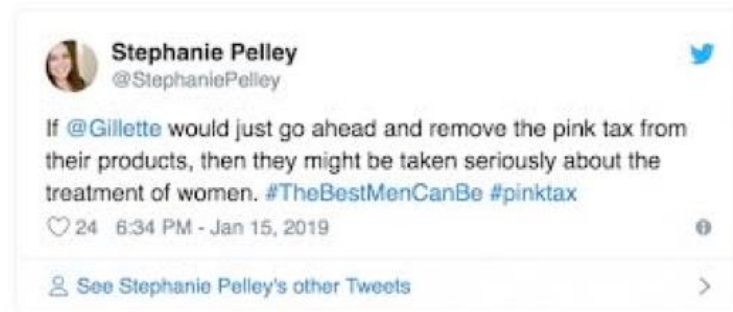 Stephanie Pelley
@StephaniePelley
If @Gillette would just go ahead and remove the pink tax from
their products, then they might be taken seriously about the
treatment of women. #TheBestMenCanBe #pinktax
24 6:34 PM - Jan 15, 2019
See Stephanie Pelley's other Tweets